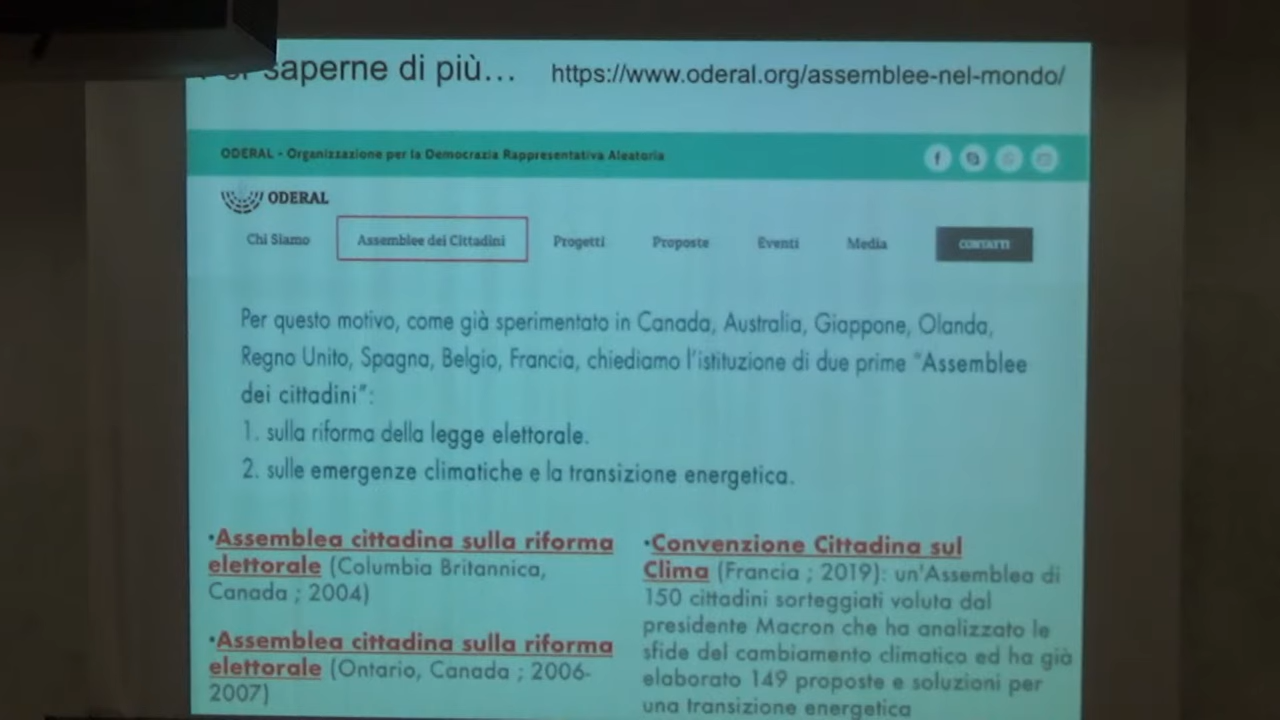 Per saperne di più... https://www.oderal.org/assemblee-nel-mondo/
ODERAL - Organizzazione per la Democrazia Rappresentativa Aleatoria
ODERAL
Chi Siamo Assemblee dei Cittadini Progetti Proposte Eventi Media CONTATTI
Per questo motivo, come già sperimentato in Canada, Australia, Giappone, Olanda,
Regno Unito, Spagna, Belgio, Francia, chiediamo l'istituzione di due prime "Assemblee
dei cittadini":
1. sulla riforma della legge elettorale.
2. sulle emergenze climatiche e la transizione energetica.
•Assemblea cittadina sulla riforma
elettorale (Columbia Britannica,
Canada ; 2004)
•Assemblea cittadina sulla riforma
elettorale (Ontario, Canada ; 2006-
2007)
•Convenzione Cittadina sul
Clima (Francia ; 2019): un'Assemblea di
150 cittadini sorteggiati voluta dal
presidente Macron che ha analizzato le
sfide del cambiamento climatico ed ha già
elaborato 149 proposte e soluzioni per
una transizione energetica